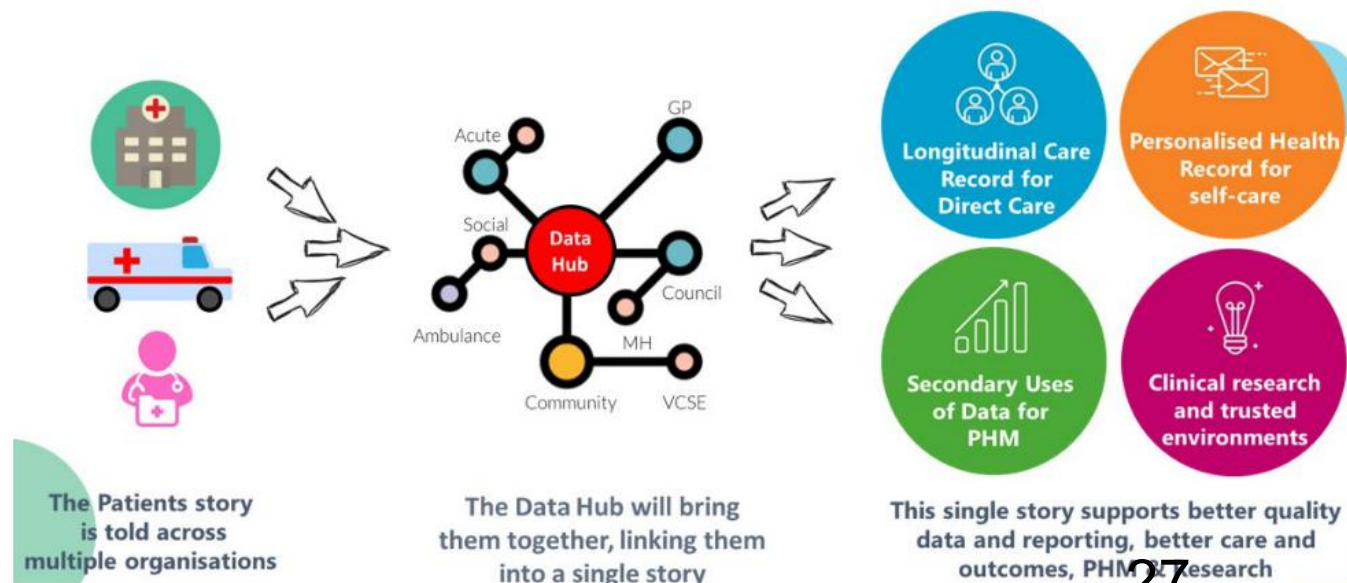 Acute
GP
Social
Data
Hub
Council
Ambulance
MH
Community
VCSE
Longitudinal Care
Record for
Direct Care
Personalised Health
Record for
self-care
Secondary Uses
of Data for
PHM
Clinical research
and trusted
environments
The Patients story
is told across
multiple organisations
The Data Hub will bring
them together, linking them
into a single story
This single story supports better quality
data and reporting, better care and
outcomes, PHM & Research
27